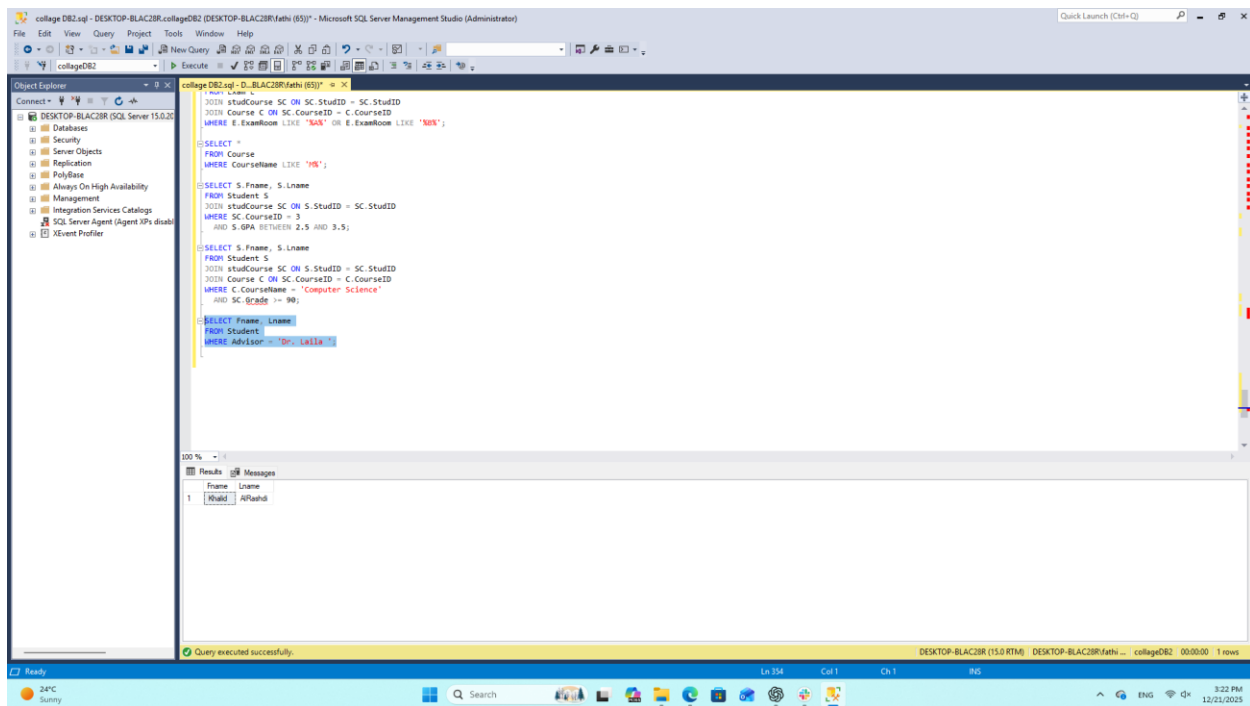 collage DB2.sql - DESKTOP-BLAC28R.collageDB2 (DESKTOP-BLAC28R\fathi (65))* - Microsoft SQL Server Management Studio (Administrator)
Quick Launch (Ctrl+Q)
File Edit View Query Project Tools Window Help
New Query
collageDB2
Execute
Object Explorer
collage DB2.sql - D...BLAC28R\fathi (65))*
Connect
DESKTOP-BLAC28R (SQL Server 15.0.20
Databases
Security
Server Objects
Replication
PolyBase
Always On High Availability
Management
Integration Services Catalogs
SQL Server Agent (Agent XPs disabl
XEvent Profiler
JOIN studCourse SC ON SC.StudID = SC.StudID
JOIN Course C ON SC.CourseID = C.CourseID
WHERE E.ExamRoom LIKE '%A%' OR E.ExamRoom LIKE '%B%';
SELECT *
FROM Course
WHERE CourseName LIKE 'M%';
SELECT S.Fname, S.Lname
FROM Student S
JOIN studCourse SC ON S.StudID = SC.StudID
WHERE SC.CourseID = 3
AND S.GPA BETWEEN 2.5 AND 3.5;
SELECT S.Fname, S.Lname
FROM Student S
JOIN studCourse SC ON S.StudID = SC.StudID
JOIN Course C ON SC.CourseID = C.CourseID
WHERE C.CourseName = 'Computer Science'
AND SC.Grade >= 90;
SELECT Fname, Lname
FROM Student
WHERE Advisor = 'Dr. Laila ';
100 %
Results Messages
Fname Lname
1 Khalid AlRashdi
Query executed successfully.
DESKTOP-BLAC28R (15.0 RTM) DESKTOP-BLAC28R\fathi ... collageDB2 00:00:00 1 rows
Ready
Ln 354 Col 1 Ch 1 INS
24°C
Sunny
Search
ENG
3:22 PM
12/21/2025